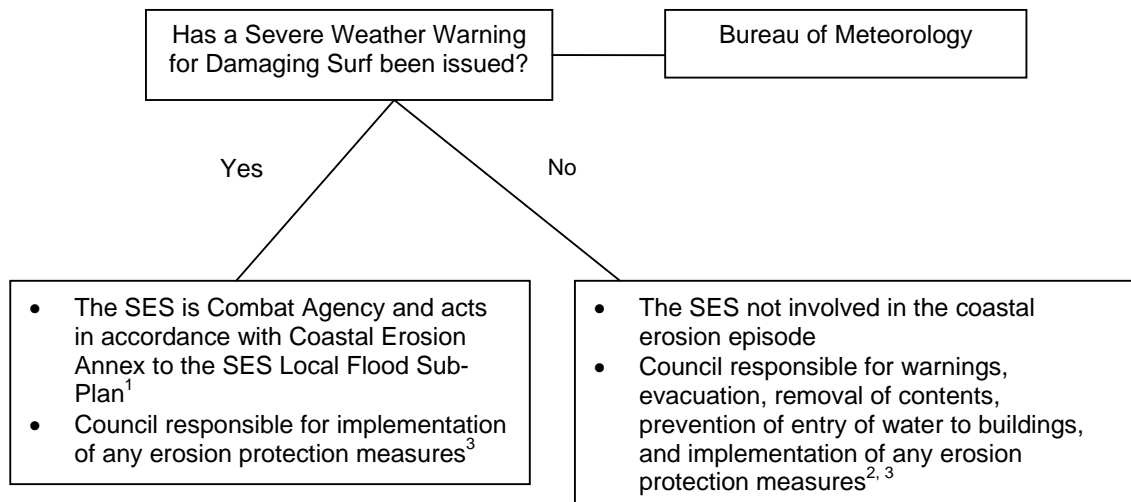 Has a Severe Weather Warning
for Damaging Surf been issued?
Bureau of Meteorology
Yes
No
• The SES is Combat Agency and acts
in accordance with Coastal Erosion
Annex to the SES Local Flood Sub-
Plan1
• Council responsible for implementation
of any erosion protection measures3
• The SES not involved in the coastal
erosion episode
• Council responsible for warnings,
evacuation, removal of contents,
prevention of entry of water to buildings,
and implementation of any erosion
protection measures2, 3